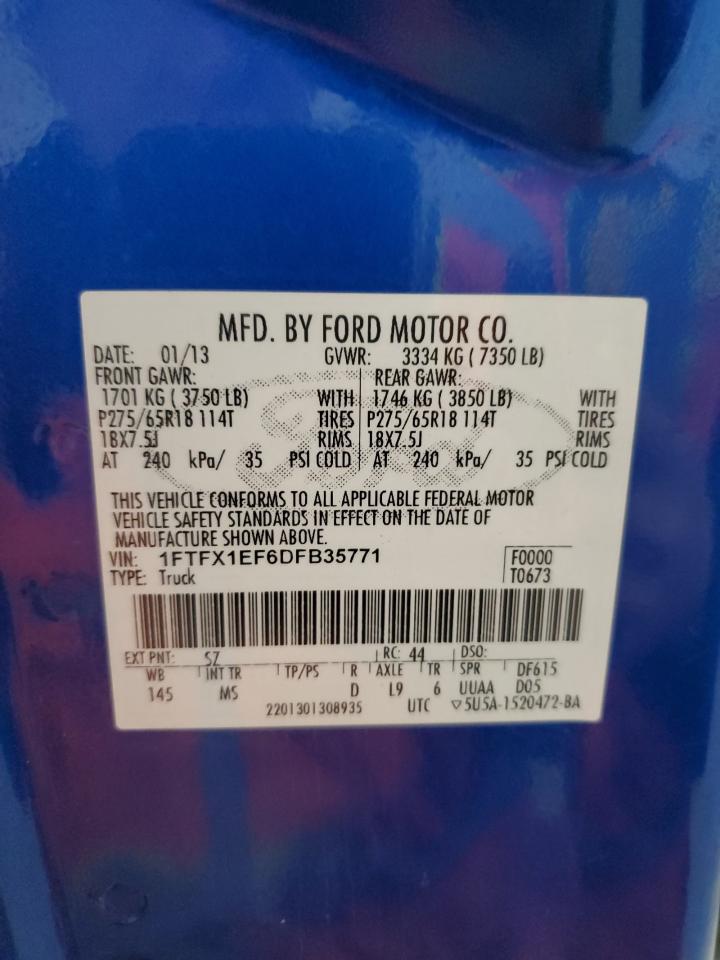 MFD. BY FORD MOTOR CO.
DATE: 01/13 GVWR: 3334 KG ( 7350 LB)
FRONT GAWR: REAR GAWR:
1701 KG ( 3750 LB) WITH 1746 KG ( 3850 LB) WITH
P275/65R18 114T TIRES P275/65R18 114T TIRES
18X7.5J RIMS 18X7.5J RIMS
AT 240 kPa/ 35 PSI COLD AT 240 kPa/ 35 PSI COLD
THIS VEHICLE CONFORMS TO ALL APPLICABLE FEDERAL MOTOR
VEHICLE SAFETY STANDARDS IN EFFECT ON THE DATE OF
MANUFACTURE SHOWN ABOVE.
VIN: 1FTFX1EF6DFB35771 F0000
TYPE: Truck T0673
EXT PNT: SZ RC: 44 DSO:
WB INT TR TP/PS R AXLE TR SPR DF615
145 MS D L9 6 UUAA D05
2201301308935 UTC ▽5U5A-1520472-BA